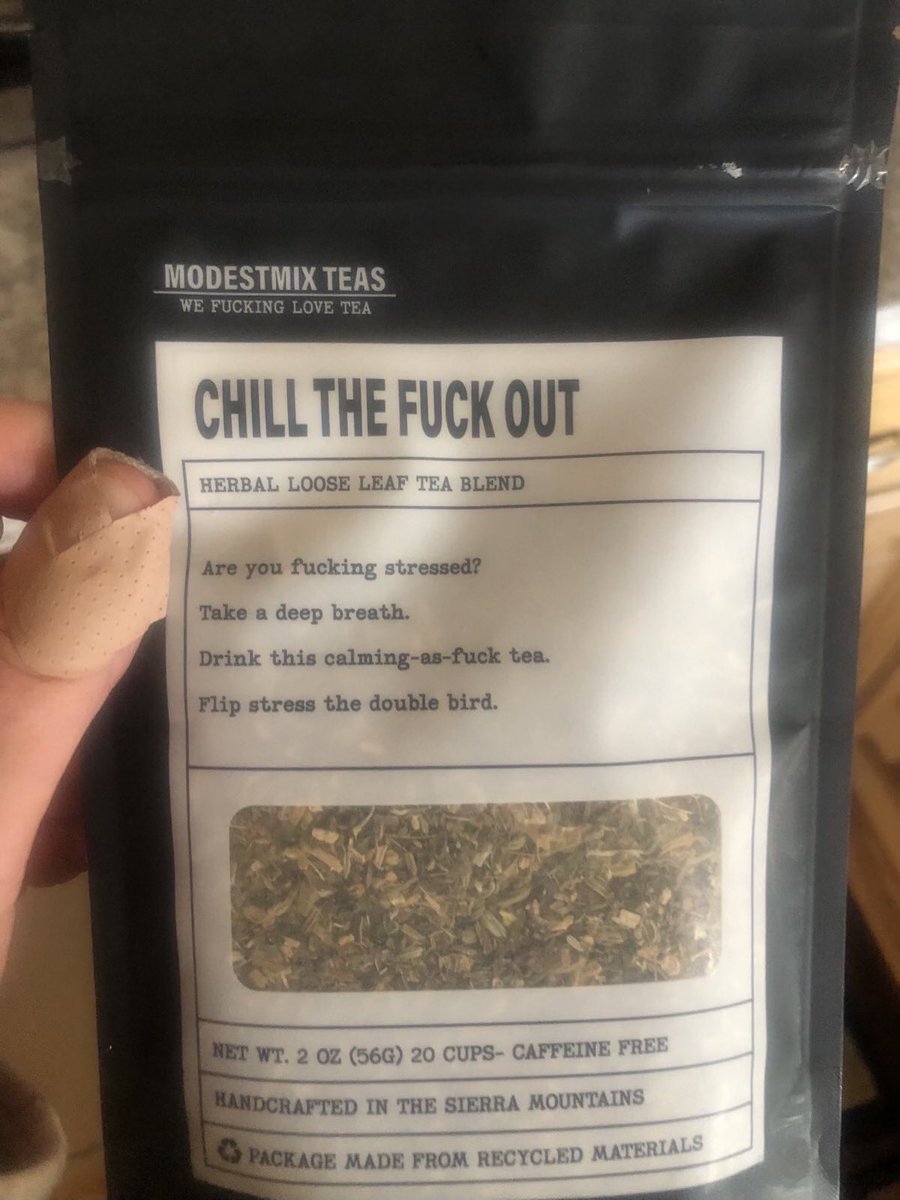 MODESTMIX TEAS
WE FUCKING LOVE TEA
CHILL THE FUCK OUT
HERBAL LOOSE LEAF TEA BLEND
Are you fucking stressed?
Take a deep breath.
Drink this calming-as-fuck tea.
Flip stress the double bird.
NET WT. 2 OZ (56G) 20 CUPS- CAFFEINE FREE
HANDCRAFTED IN THE SIERRA MOUNTAINS
PACKAGE MADE FROM RECYCLED MATERIALS